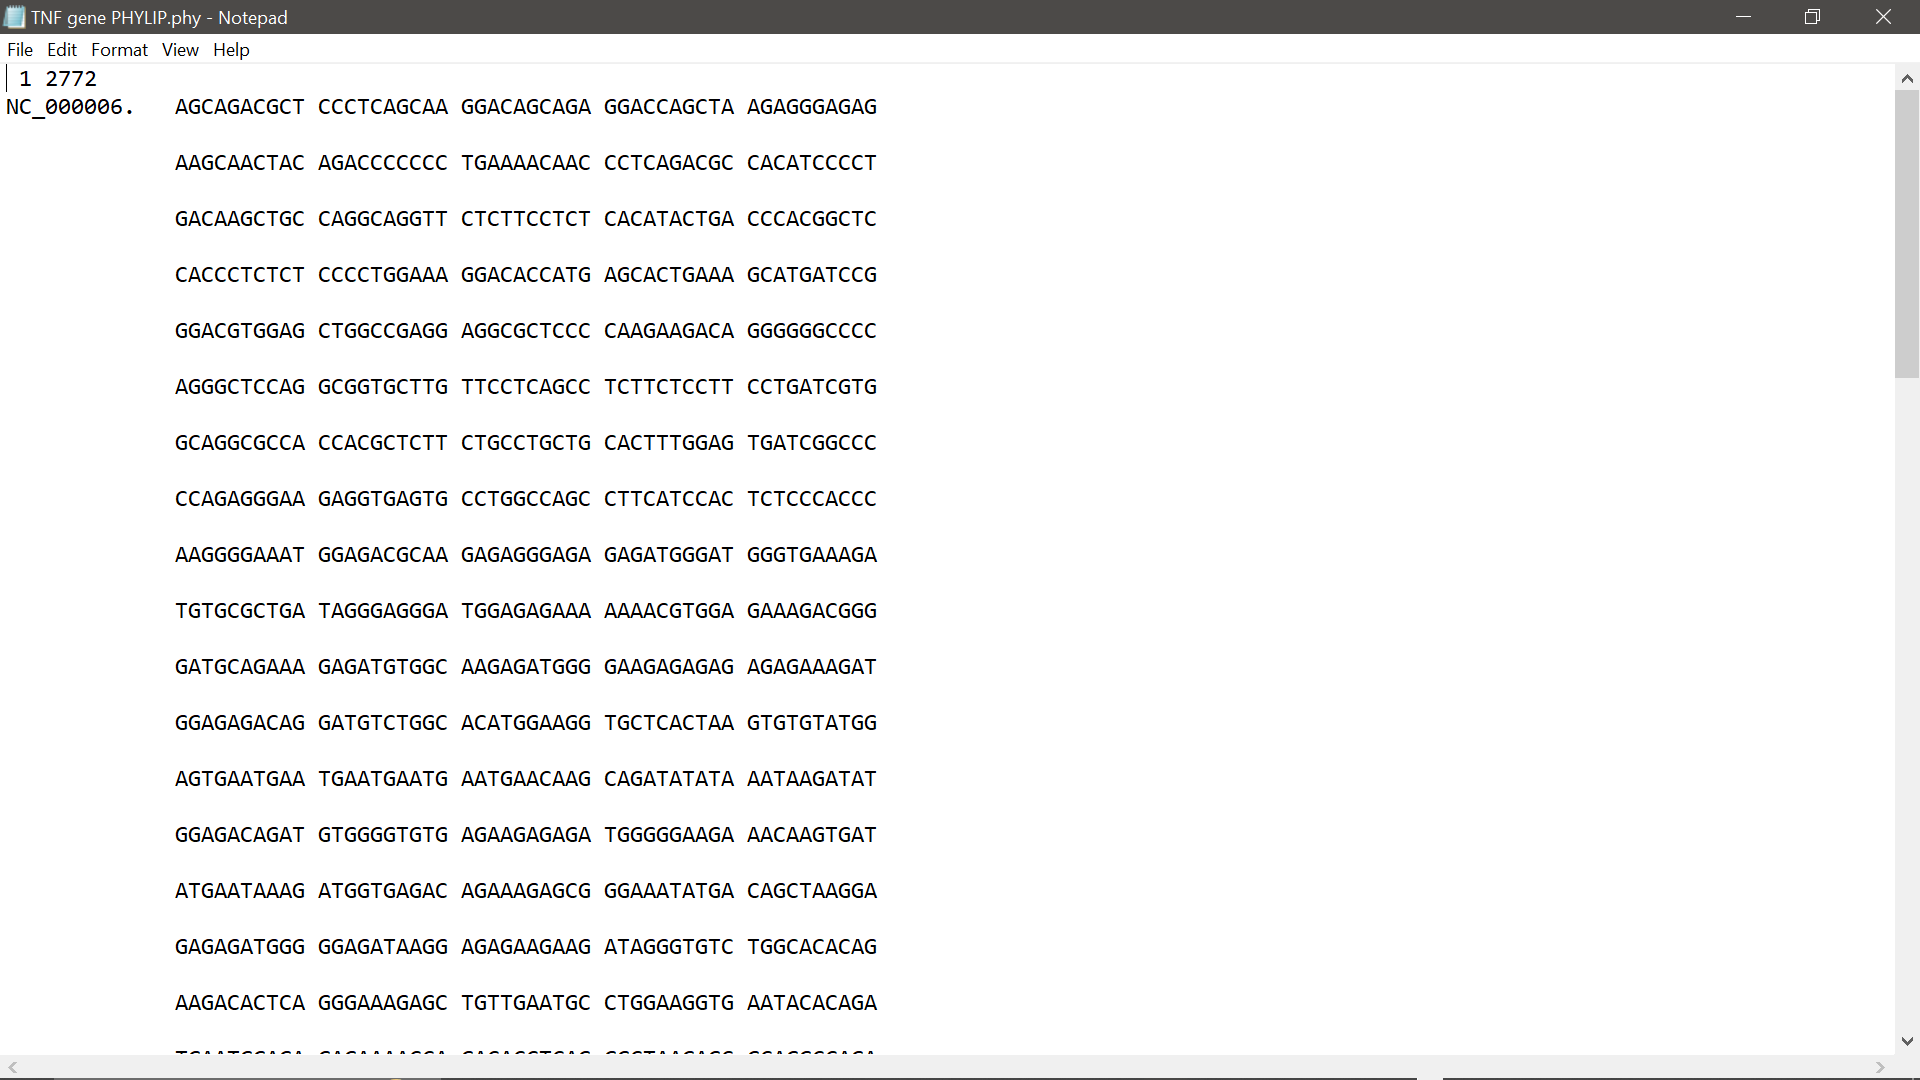 TNF gene PHYLIP.phy - Notepad
File Edit Format View Help
1 2772
NC_000006. AGCAGACGCT CCCTCAGCAA GGACAGCAGA GGACCAGCTA AGAGGGAGAG
AAGCAACTAC AGACCCCCCC TGAAAACAAC CCTCAGACGC CACATCCCCT
GACAAGCTGC CAGGCAGGTT CTCTTCCTCT CACATACTGA CCCACGGCTC
CACCCTCTCT CCCCTGGAAA GGACACCATG AGCACTGAAA GCATGATCCG
GGACGTGGAG CTGGCCGAGG AGGCGCTCCC CAAGAAGACA GGGGGGCCCC
AGGGCTCCAG GCGGTGCTTG TTCCTCAGCC TCTTCTCCTT CCTGATCGTG
GCAGGCGCCA CCACGCTCTT CTGCCTGCTG CACTTTGGAG TGATCGGCCC
CCAGAGGGAA GAGGTGAGTG CCTGGCCAGC CTTCATCCAC TCTCCCACCC
AAGGGGAAAT GGAGACGCAA GAGAGGGAGA GAGATGGGAT GGGTGAAAGA
TGTGCGCTGA TAGGGAGGGA TGGAGAGAAA AAAACGTGGA GAAAGACGGG
GATGCAGAAA GAGATGTGGC AAGAGATGGG GAAGAGAGAG AGAGAAAGAT
GGAGAGACAG GATGTCTGGC ACATGGAAGG TGCTCACTAA GTGTGTATGG
AGTGAATGAA TGAATGAATG AATGAACAAG CAGATATATA AATAAGATAT
GGAGACAGAT GTGGGGTGTG AGAAGAGAGA TGGGGGAAGA AACAAGTGAT
ATGAATAAAG ATGGTGAGAC AGAAAGAGCG GGAAATATGA CAGCTAAGGA
GAGAGATGGG GGAGATAAGG AGAGAAGAAG ATAGGGTGTC TGGCACACAG
AAGACACTCA GGGAAAGAGC TGTTGAATGC CTGGAAGGTG AATACACAGA